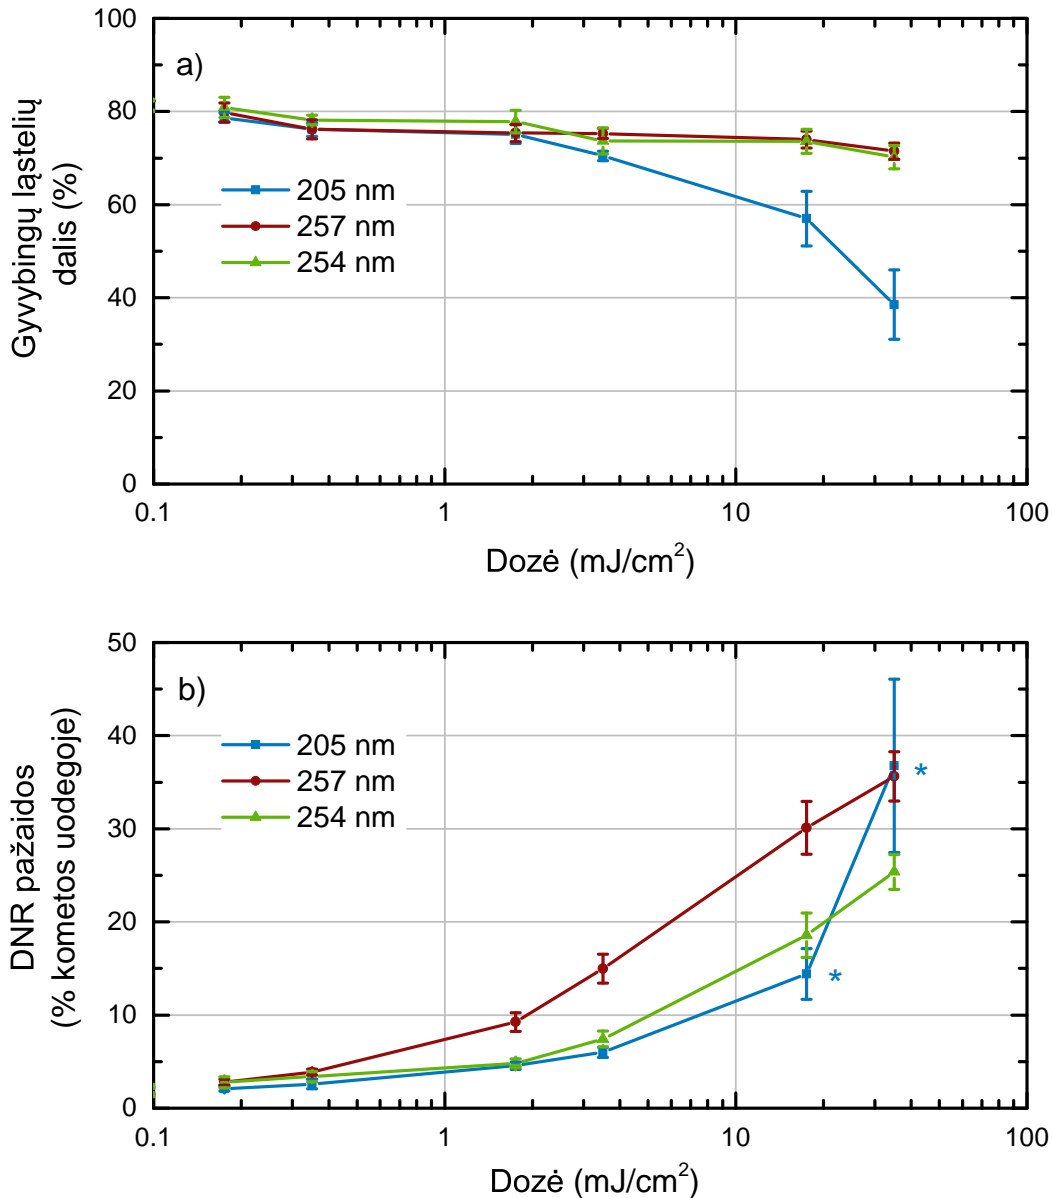 100
80
60
40
20
0
a)
205 nm
257 nm
254 nm
Gyvybingų ląstelių
dalis (%)
0.1 1 10 100
Dozė (mJ/cm²)
50
40
30
20
10
0
b)
205 nm
257 nm
254 nm
*
*
DNR pažaidos
(% kometos uodegoje)
0.1 1 10 100
Dozė (mJ/cm²)